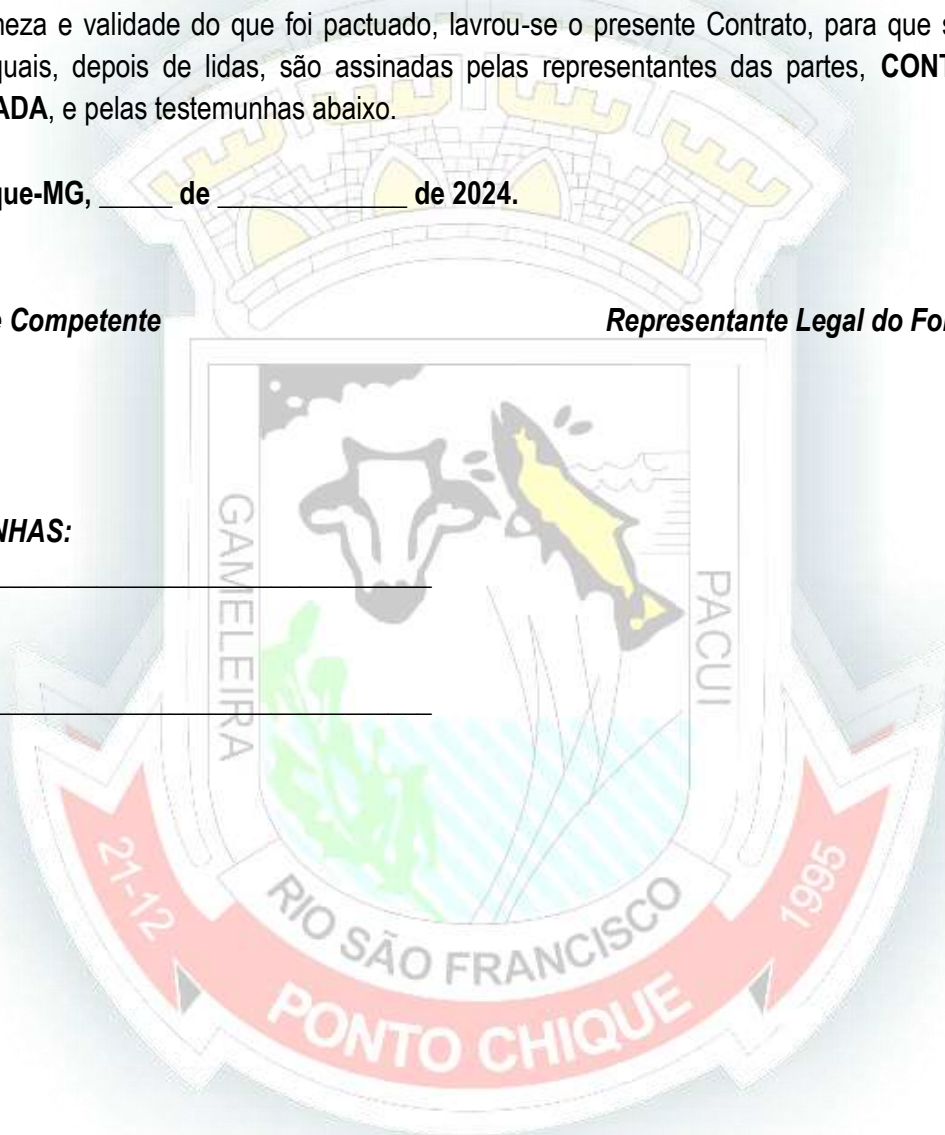 neza e validade do que foi pactuado, lavrou-se o presente Contrato, para que s
quais, depois de lidas, são assinadas pelas representantes das partes, CONT
ADA, e pelas testemunhas abaixo.
que-MG, _____ de _____________ de 2024.
e Competente Representante Legal do For
NHAS:
GAMELEIRA
PACUI
21-12
1995
RIO SÃO FRANCISCO
PONTO CHIQUE